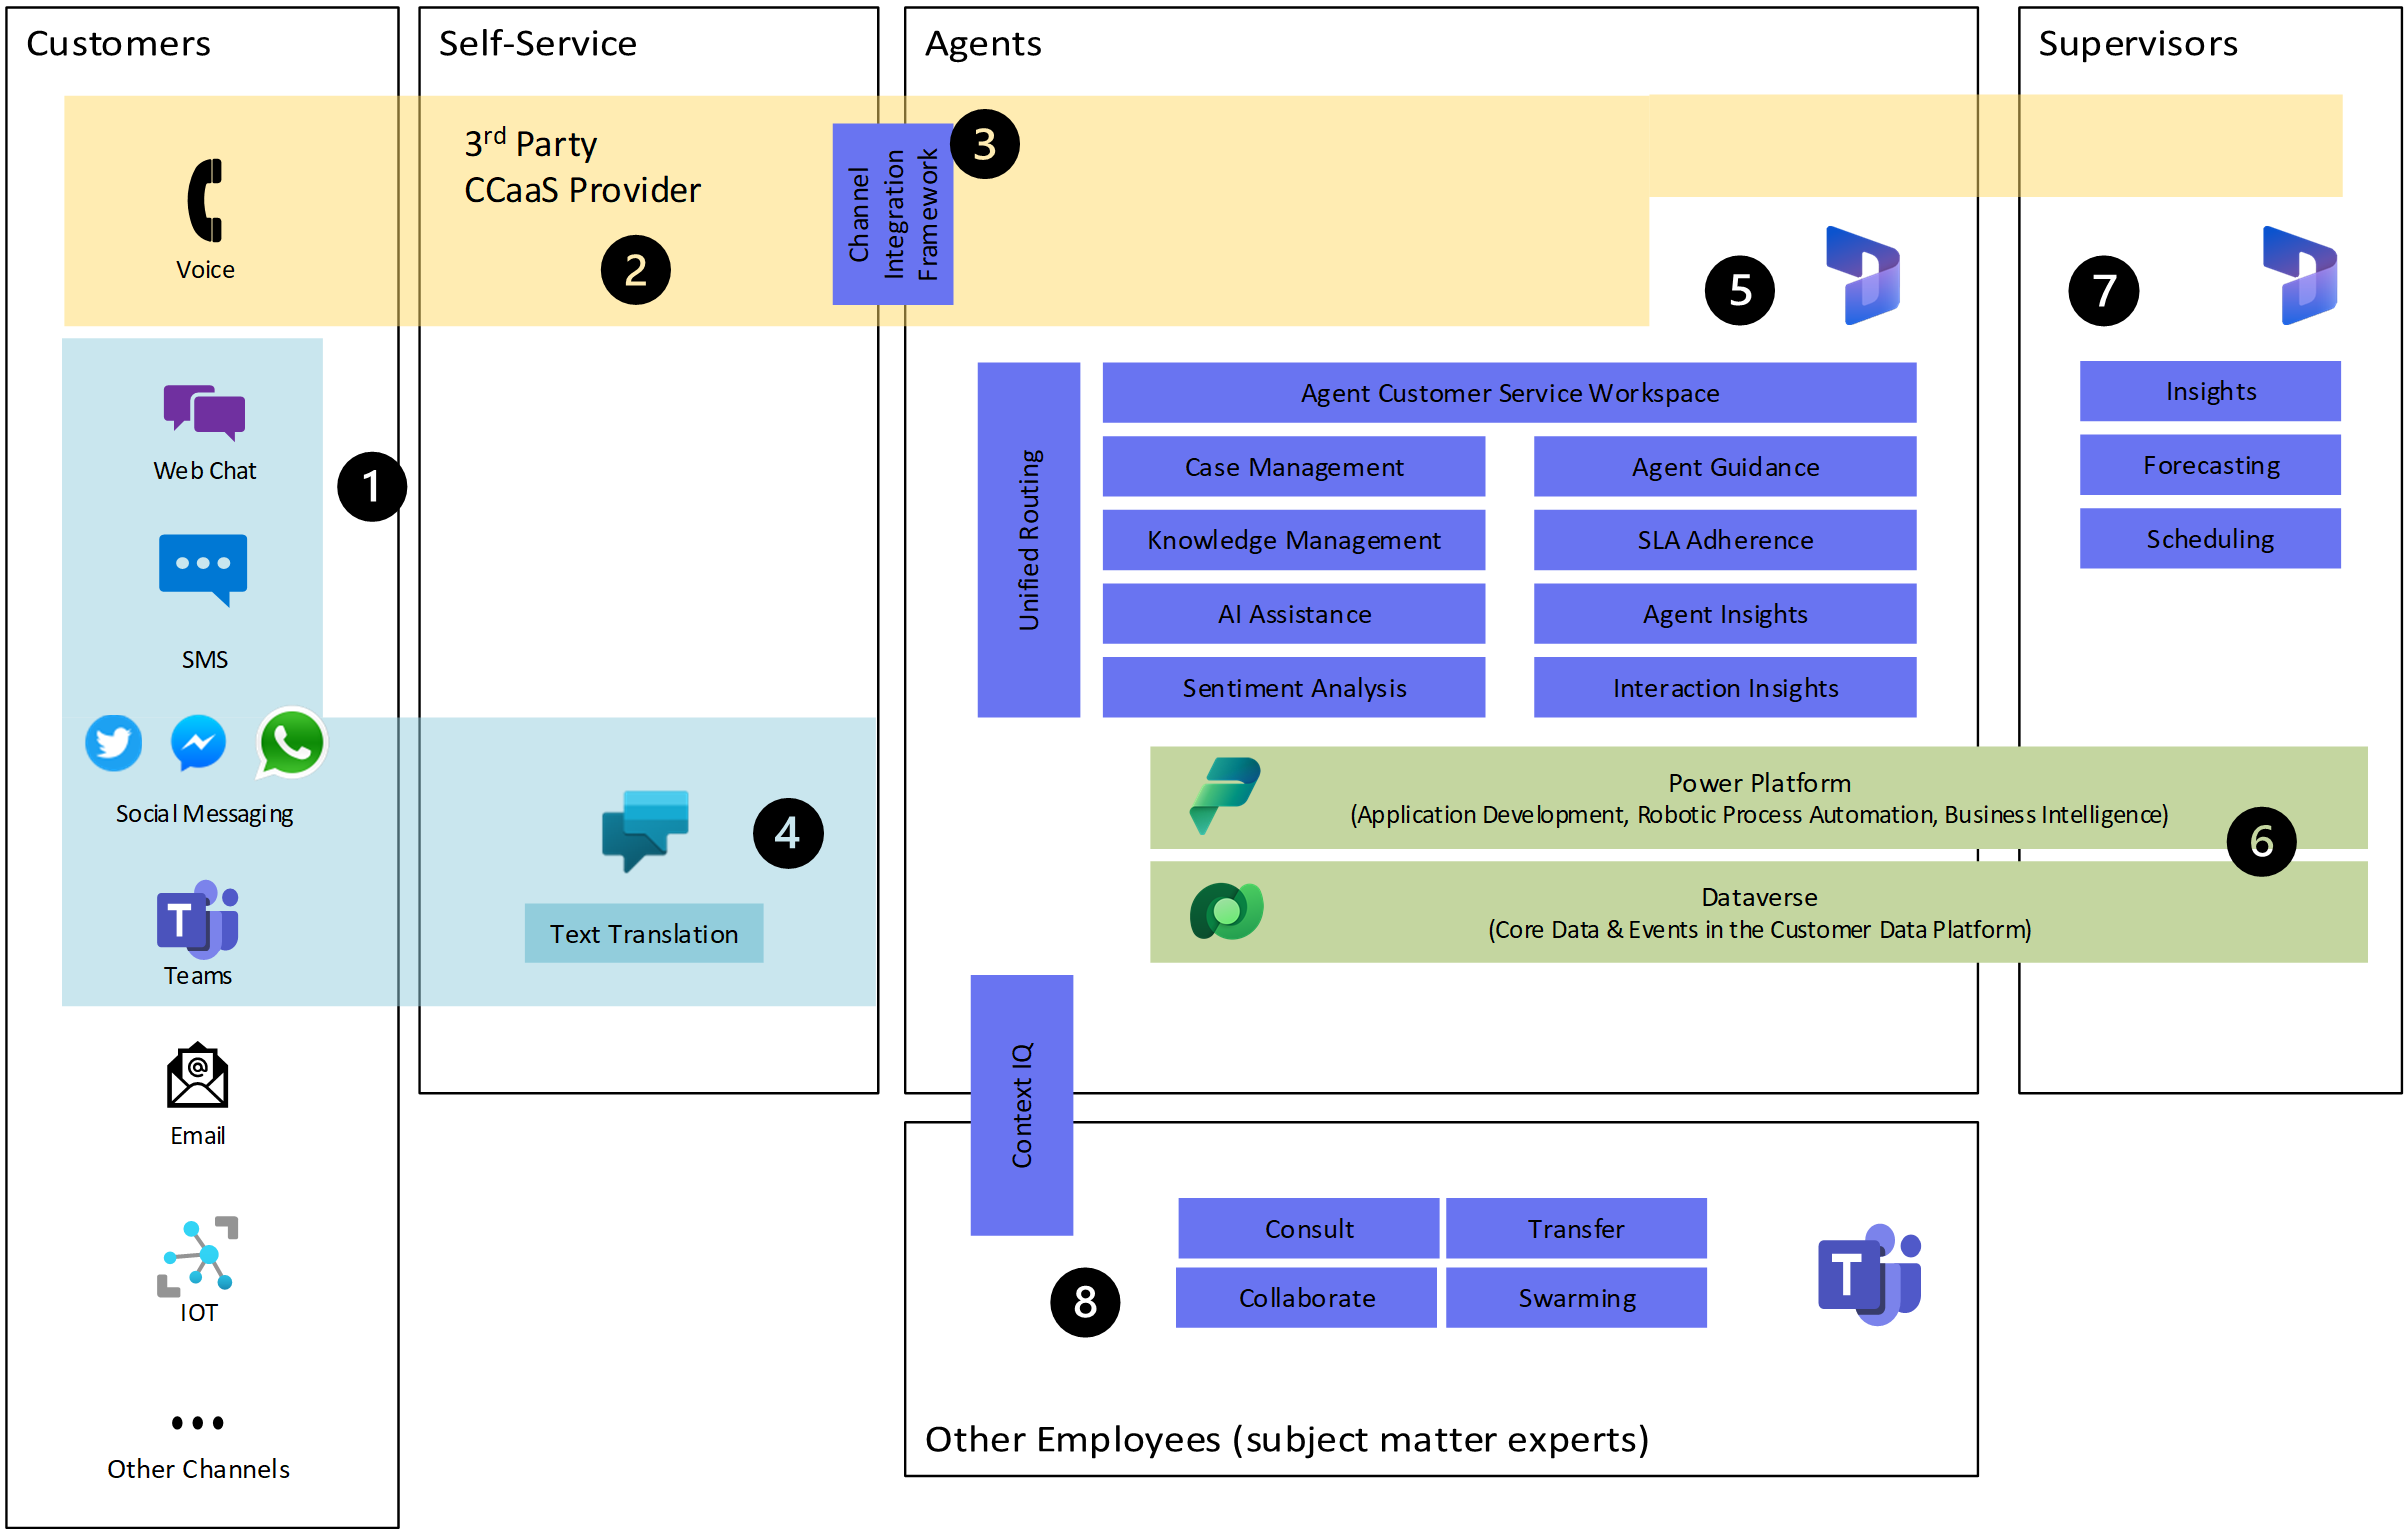 Customers
Voice
Web Chat
1
SMS
Social Messaging
T
Teams
@
Email
IOT
Other Channels
Self-Service
3rd Party
CCaaS Provider
2
Channel
Integration
Framework
3
4
Text Translation
Agents
5
Unified Routing
Agent Customer Service Workspace
Case Management
Agent Guidance
Knowledge Management
SLA Adherence
AI Assistance
Agent Insights
Sentiment Analysis
Interaction Insights
Power Platform
(Application Development, Robotic Process Automation, Business Intelligence)
6
Dataverse
(Core Data & Events in the Customer Data Platform)
Context IQ
Supervisors
7
Insights
Forecasting
Scheduling
Consult
Transfer
8
Collaborate
Swarming
T
Other Employees (subject matter experts)